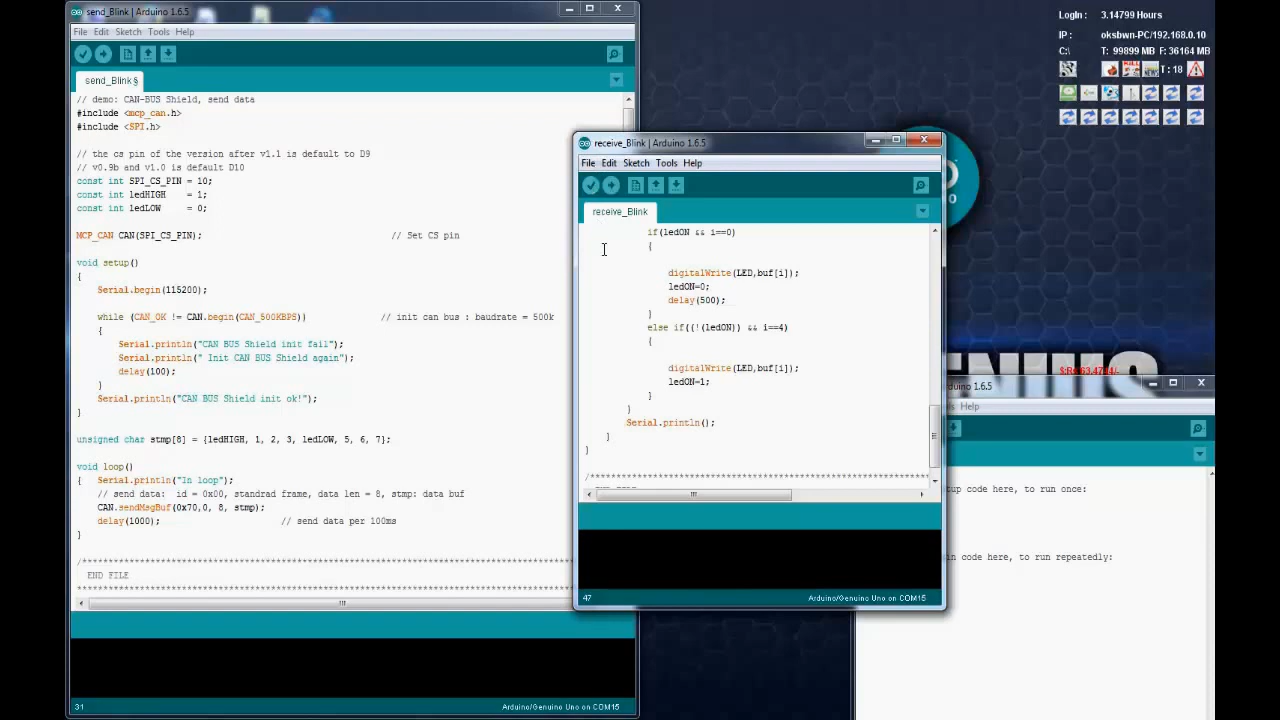 send_Blink | Arduino 1.6.5
File Edit Sketch Tools Help
send_Blink §
// demo: CAN-BUS Shield, send data
#include <mcp_can.h>
#include <SPI.h>
// the cs pin of the version after v1.1 is default to D9
// v0.9b and v1.0 is default D10
const int SPI_CS_PIN = 10;
const int ledHIGH    = 1;
const int ledLOW     = 0;
MCP_CAN CAN(SPI_CS_PIN);                                    // Set CS pin
void setup()
{
    Serial.begin(115200);
    while (CAN_OK != CAN.begin(CAN_500KBPS))              // init can bus : baudrate = 500k
    {
        Serial.println("CAN BUS Shield init fail");
        Serial.println(" Init CAN BUS Shield again");
        delay(100);
    }
    Serial.println("CAN BUS Shield init ok!");
}
unsigned char stmp[8] = {ledHIGH, 1, 2, 3, ledLOW, 5, 6, 7};
void loop()
{   Serial.println("In loop");
    // send data:  id = 0x00, standrad frame, data len = 8, stmp: data buf
    CAN.sendMsgBuf(0x70,0, 8, stmp);
    delay(1000);                       // send data per 100ms
}
END FILE
31
Arduino/Genuino Uno on COM15
receive_Blink | Arduino 1.6.5
File Edit Sketch Tools Help
receive_Blink
if(ledON && i==0)
{
digitalWrite(LED,buf[i]);
ledON=0;
delay(500);
}
else if((!(ledON)) && i==4)
{
digitalWrite(LED,buf[i]);
ledON=1;
}
}
Serial.println();
}
}
47
Arduino/Genuino Uno on COM15
LogIn : 3.14799 Hours
IP : oksbwn-PC/192.168.0.10
C:\ T: 99899 MB F: 36164 MB
T : 18
ENIUS
duino 1.6.5
Help
tup code here, to run once:
in code here, to run repeatedly: